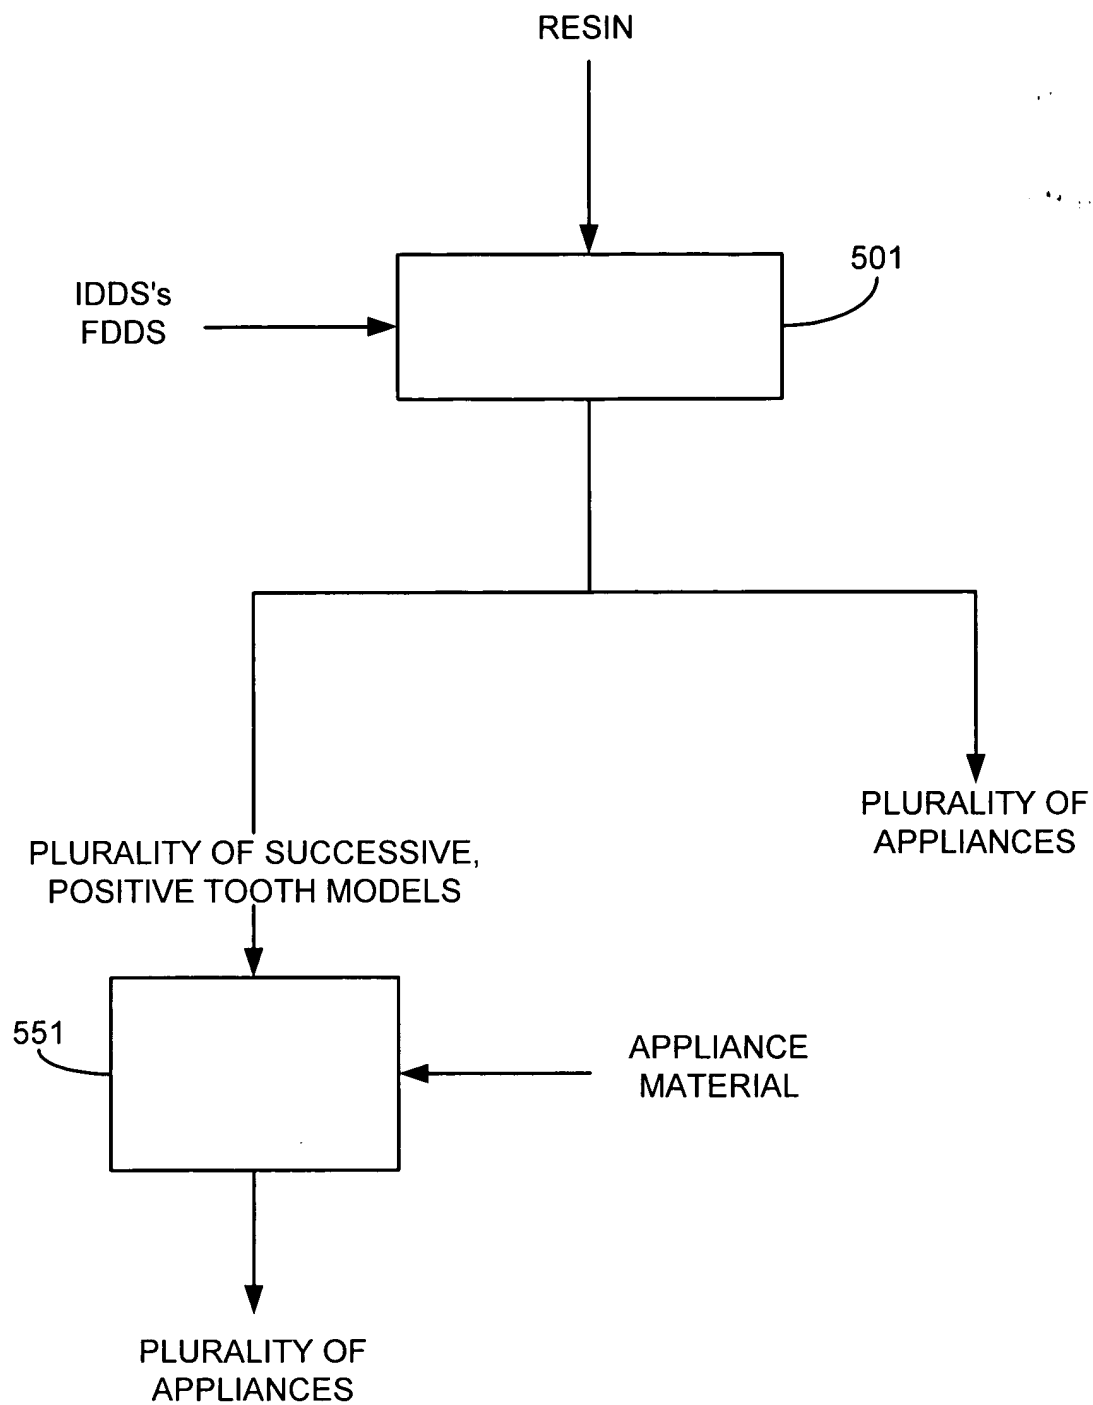 RESIN
501
IDDS's
FDDS
PLURALITY OF
APPLIANCES
PLURALITY OF SUCCESSIVE,
POSITIVE TOOTH MODELS
551
APPLIANCE
MATERIAL
PLURALITY OF
APPLIANCES